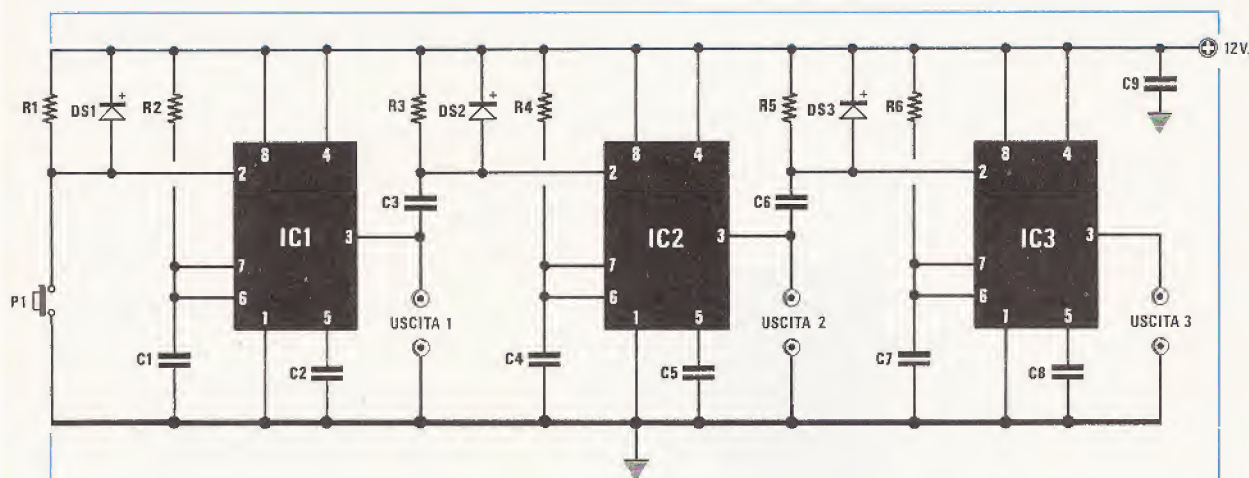 12V.
R1
DS1
+
R2
R3
DS2
+
R4
R5
DS3
+
R6
C9
8
4
2
IC1
3
7
6
1
5
C3
8
4
2
IC2
3
7
6
1
5
C6
8
4
2
IC3
3
7
6
1
5
P1
C1
C2
USCITA 1
C4
C5
USCITA 2
C7
C8
USCITA 3